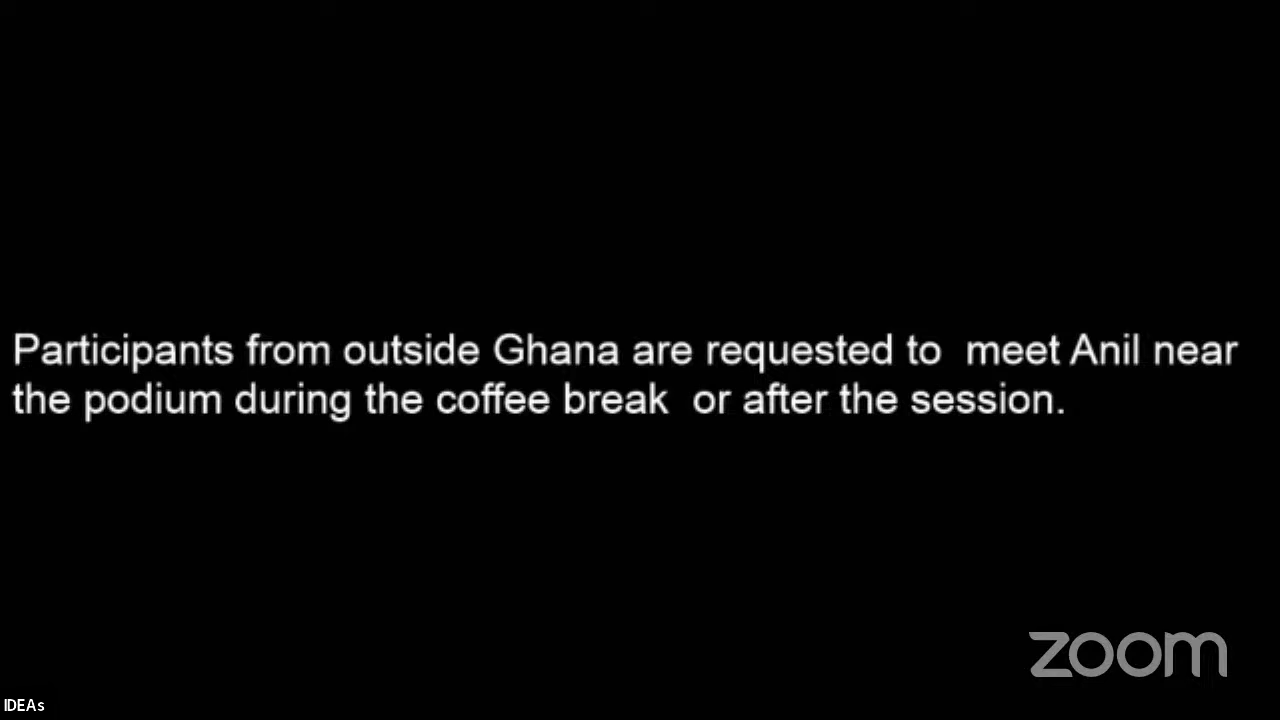 Participants from outside Ghana are requested to  meet Anil near
the podium during the coffee break  or after the session.
zoom
IDEAs